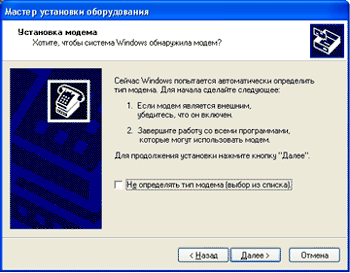 Мастер установки оборудования
Установка модема
Хотите, чтобы система Windows обнаружила модем?
Сейчас Windows попытается автоматически определить
тип модема. Для начала сделайте следующее:
1. Если модем является внешним,
убедитесь, что он включен.
2. Завершите работу со всеми программами,
которые могут использовать модем.
Для продолжения установки нажмите кнопку "Далее".
Не определять тип модема (выбор из списка).
< Назад
Далее >
Отмена